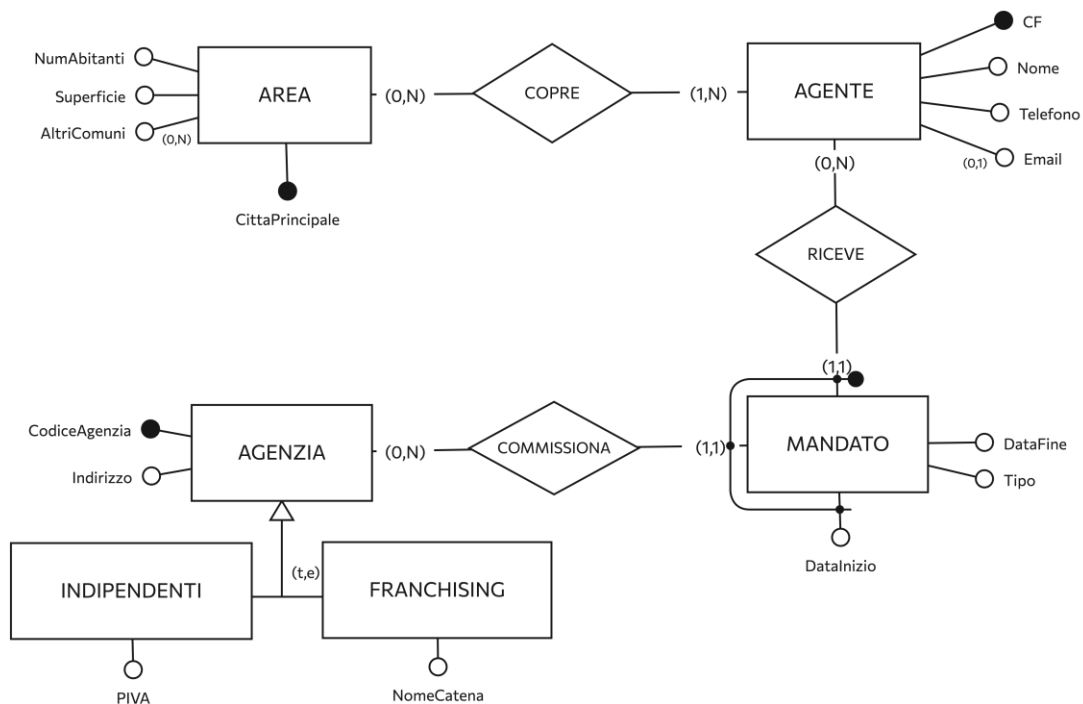 CF
NumAbitanti
Nome
Superficie
AREA
(0,N)
COPRE
(1,N)
AGENTE
Telefono
AltriComuni
(0,N)
Email
(0,1)
(0,N)
CittaPrincipale
RICEVE
(1,1)
CodiceAgenzia
AGENZIA
(0,N)
COMMISSIONA
(1,1)
MANDATO
DataFine
Indirizzo
Tipo
DataInizio
(t,e)
INDIPENDENTI
FRANCHISING
PIVA
NomeCatena